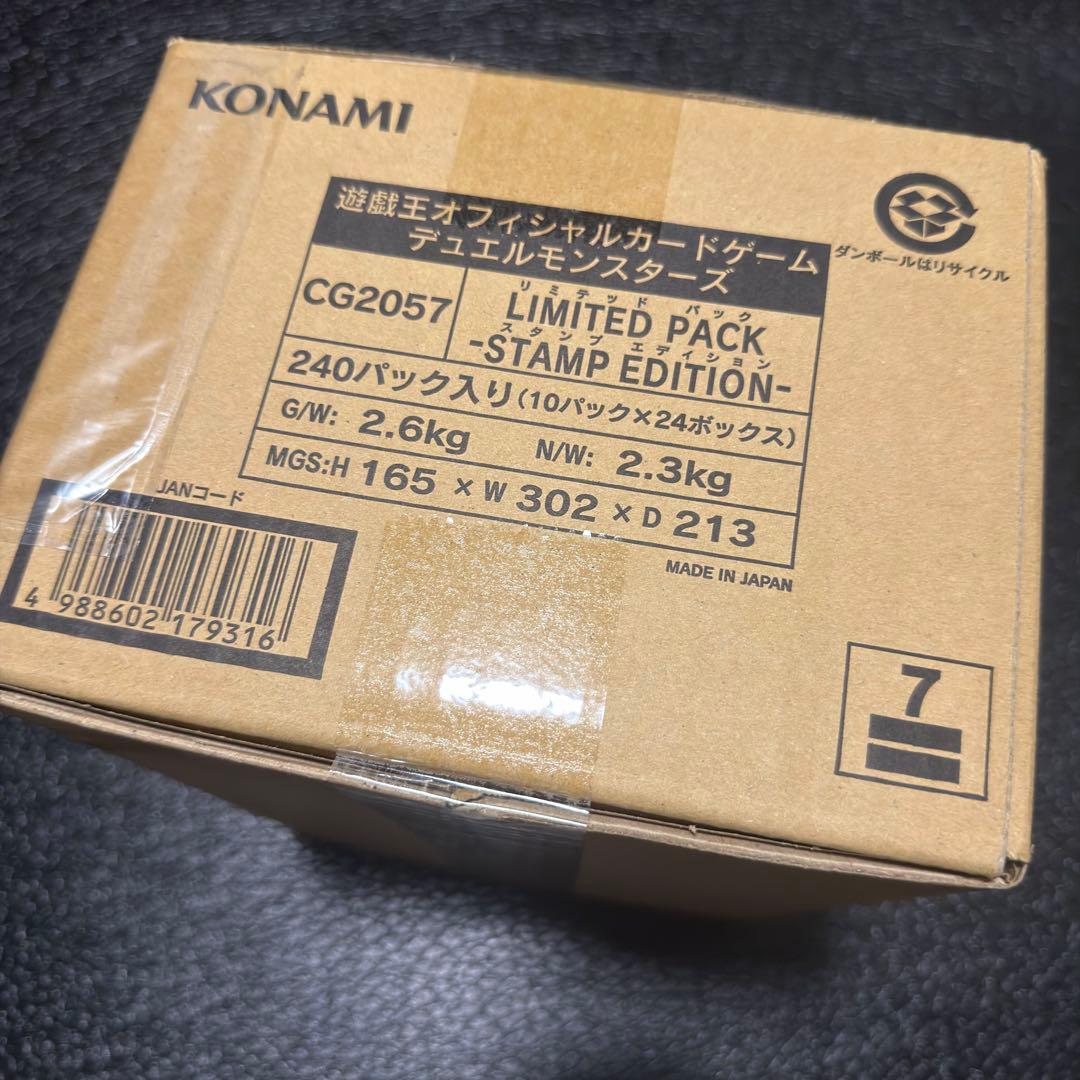 KONAMI
遊戯王オフィシャルカードゲーム
デュエルモンスターズ
ダンボールはリサイクル
CG2057
リミテッド パック
LIMITED PACK
スタンプ エディション
-STAMP EDITION-
240パック入り(10パック×24ボックス)
G/W: 2.6kg N/W: 2.3kg
MGS:H 165 × W 302 × D 213
MADE IN JAPAN
JANコード
4 988602 179316
7